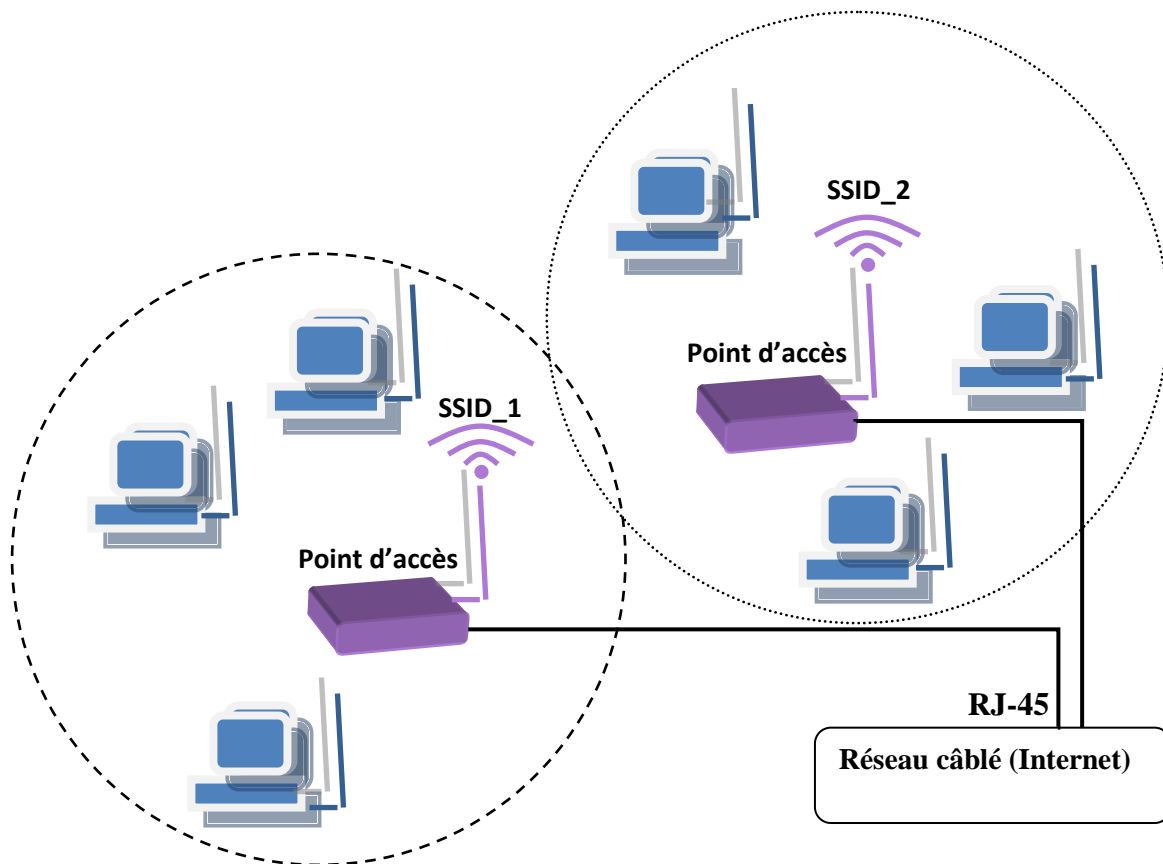 SSID_2
Point d’accès
SSID_1
Point d’accès
RJ-45
Réseau câblé (Internet)